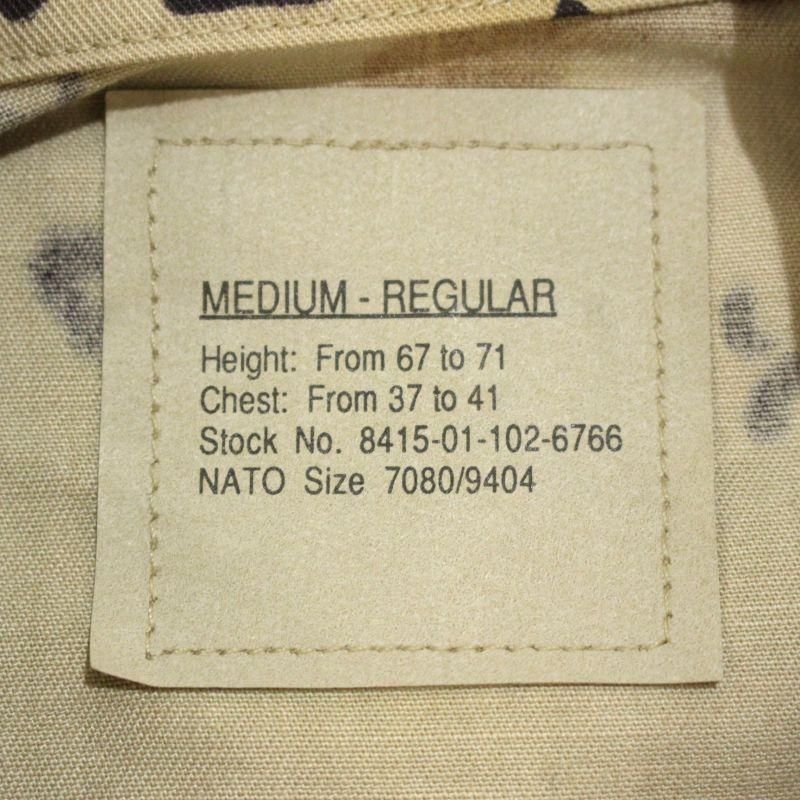 MEDIUM - REGULAR
Height: From 67 to 71
Chest: From 37 to 41
Stock No. 8415-01-102-6766
NATO Size 7080/9404